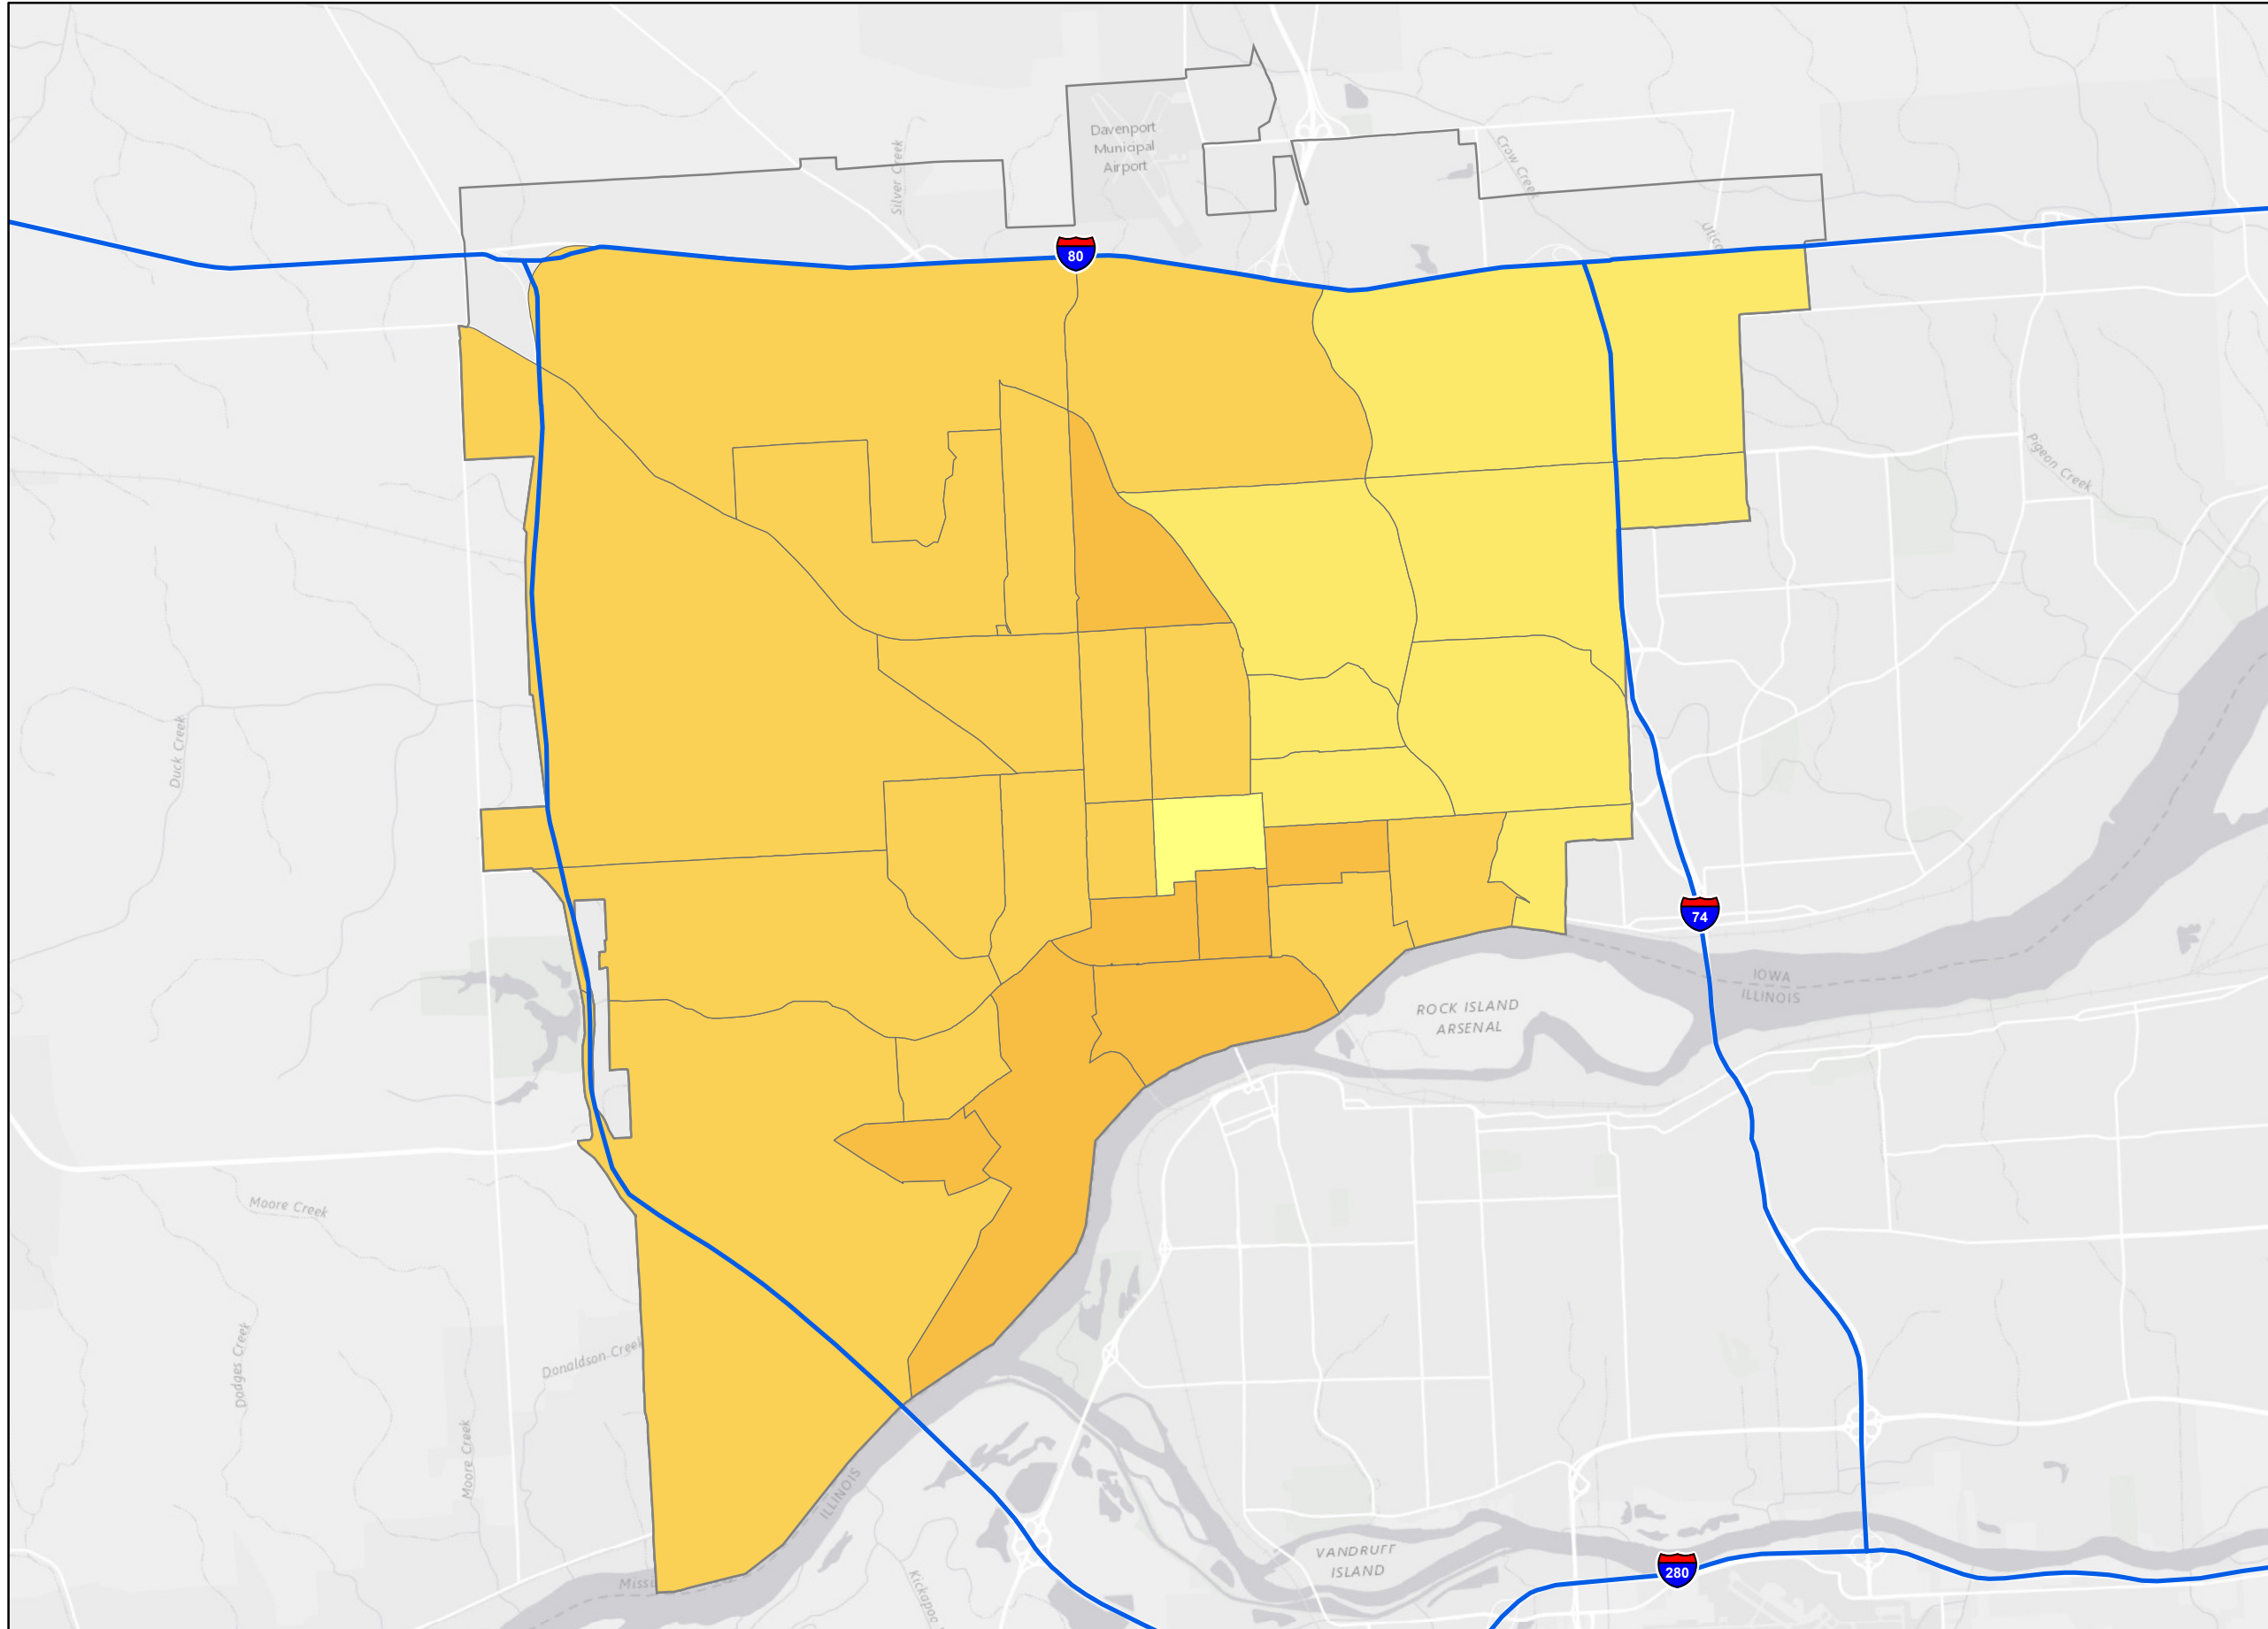 Davenport
Municipal
Airport
Silver Creek
Crow Creek
80
Pigeon Creek
Duck Creek
74
IOWA
ILLINOIS
ROCK ISLAND
ARSENAL
Moore Creek
Donaldson Creek
Dodges Creek
Moore Creek
ILLINOIS
VANDRUFF
ISLAND
280